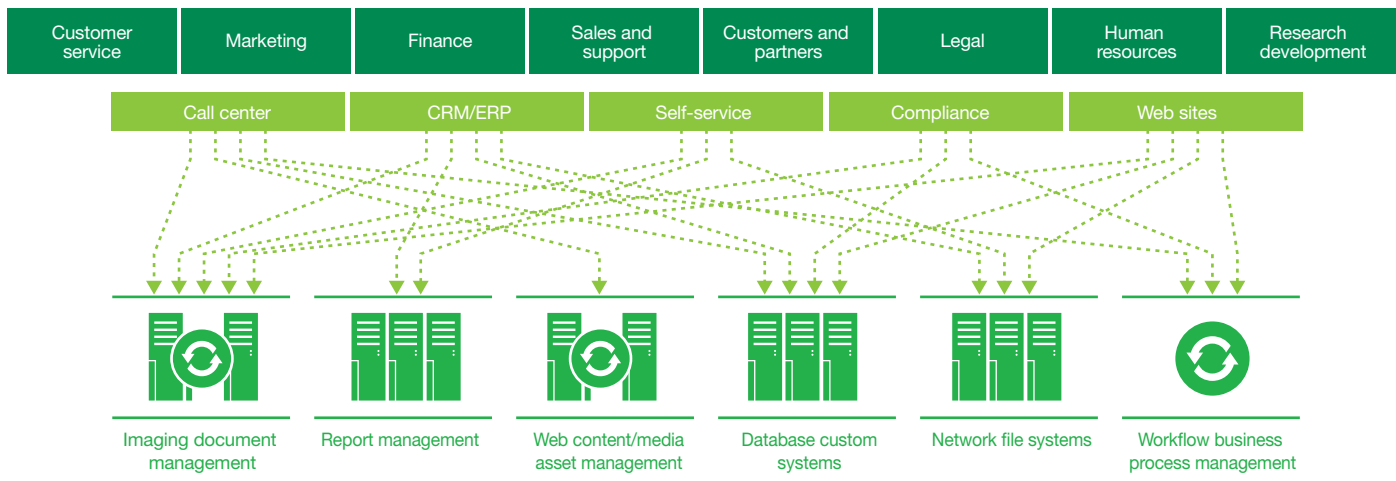 Customer
service
Marketing
Finance
Sales and
support
Customers and
partners
Legal
Human
resources
Research
development
Call center
CRM/ERP
Self-service
Compliance
Web sites
Imaging document
management
Report management
Web content/media
asset management
Database custom
systems
Network file systems
Workflow business
process management